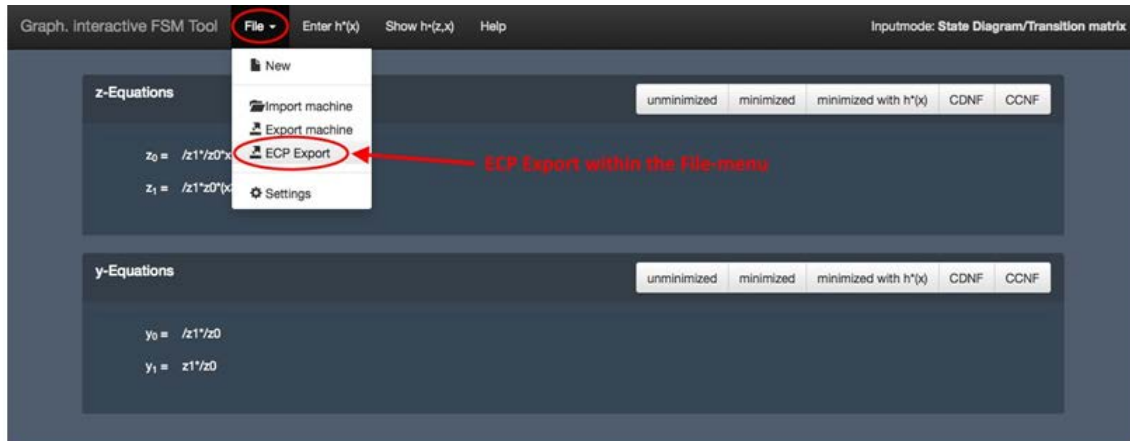 Graph. interactive FSM Tool File Enter h*(x) Show h*(z,x) Help Inputmode: State Diagram/Transition matrix
New
z-Equations unminimized minimized minimized with h*(x) CDNF CCNF
Import machine
Export machine
z₀ = /z1*/z0*x ECP Export ECP Export within the File-menu
z₁ = /z1*z0*(x Settings
y-Equations unminimized minimized minimized with h*(x) CDNF CCNF
y₀ = /z1*/z0
y₁ = z1*/z0